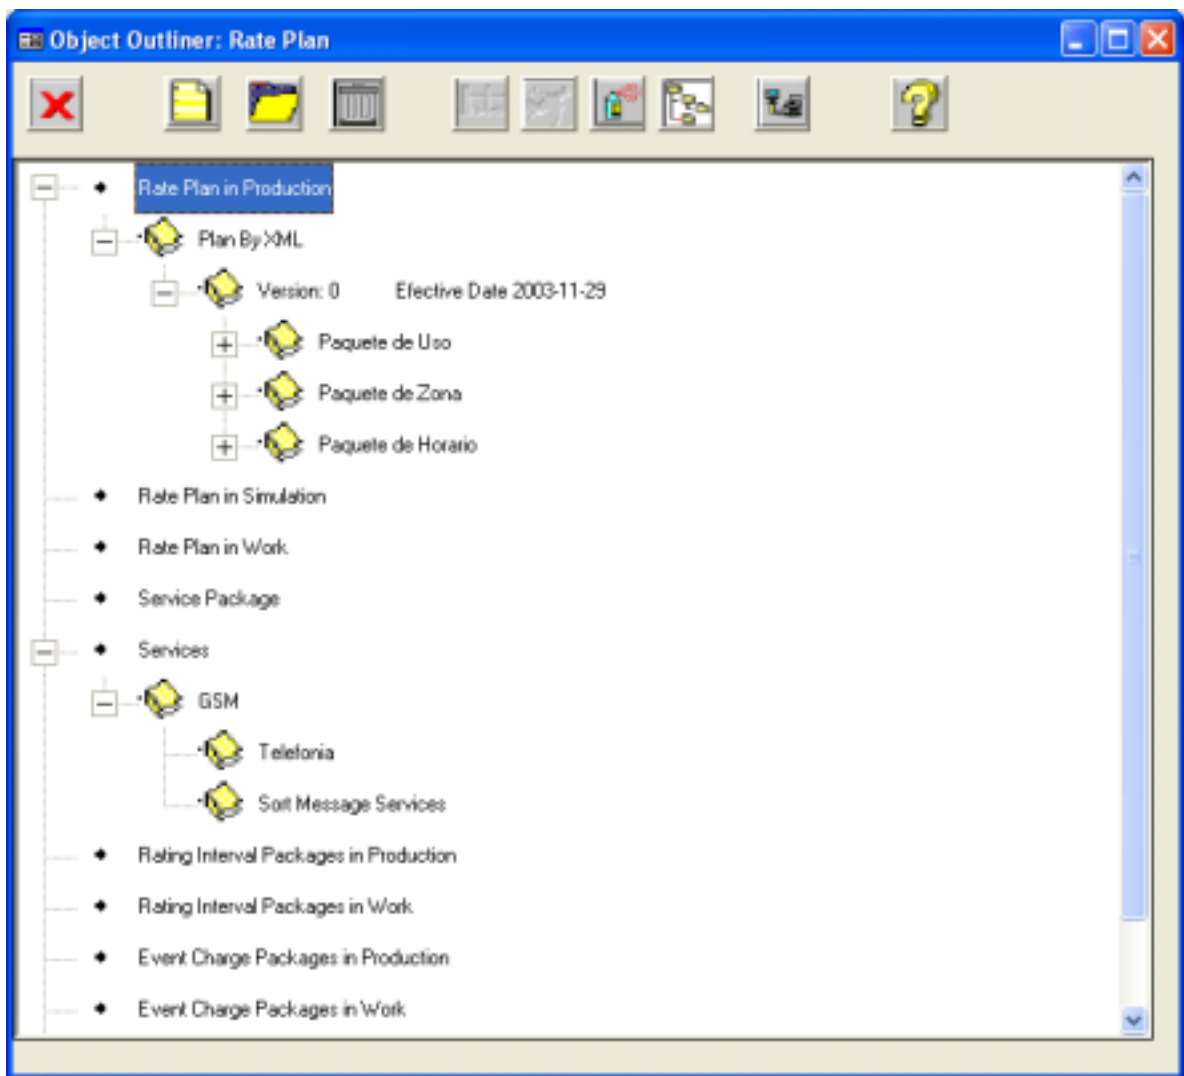 Object Outliner: Rate Plan
Rate Plan in Production
Plan By XML
Version: 0 Efective Date 2003-11-29
Paquete de Uso
Paquete de Zona
Paquete de Horario
Rate Plan in Simulation
Rate Plan in Work
Service Package
Services
GSM
Telefonia
Sort Message Services
Rating Interval Packages in Production
Rating Interval Packages in Work
Event Charge Packages in Production
Event Charge Packages in Work